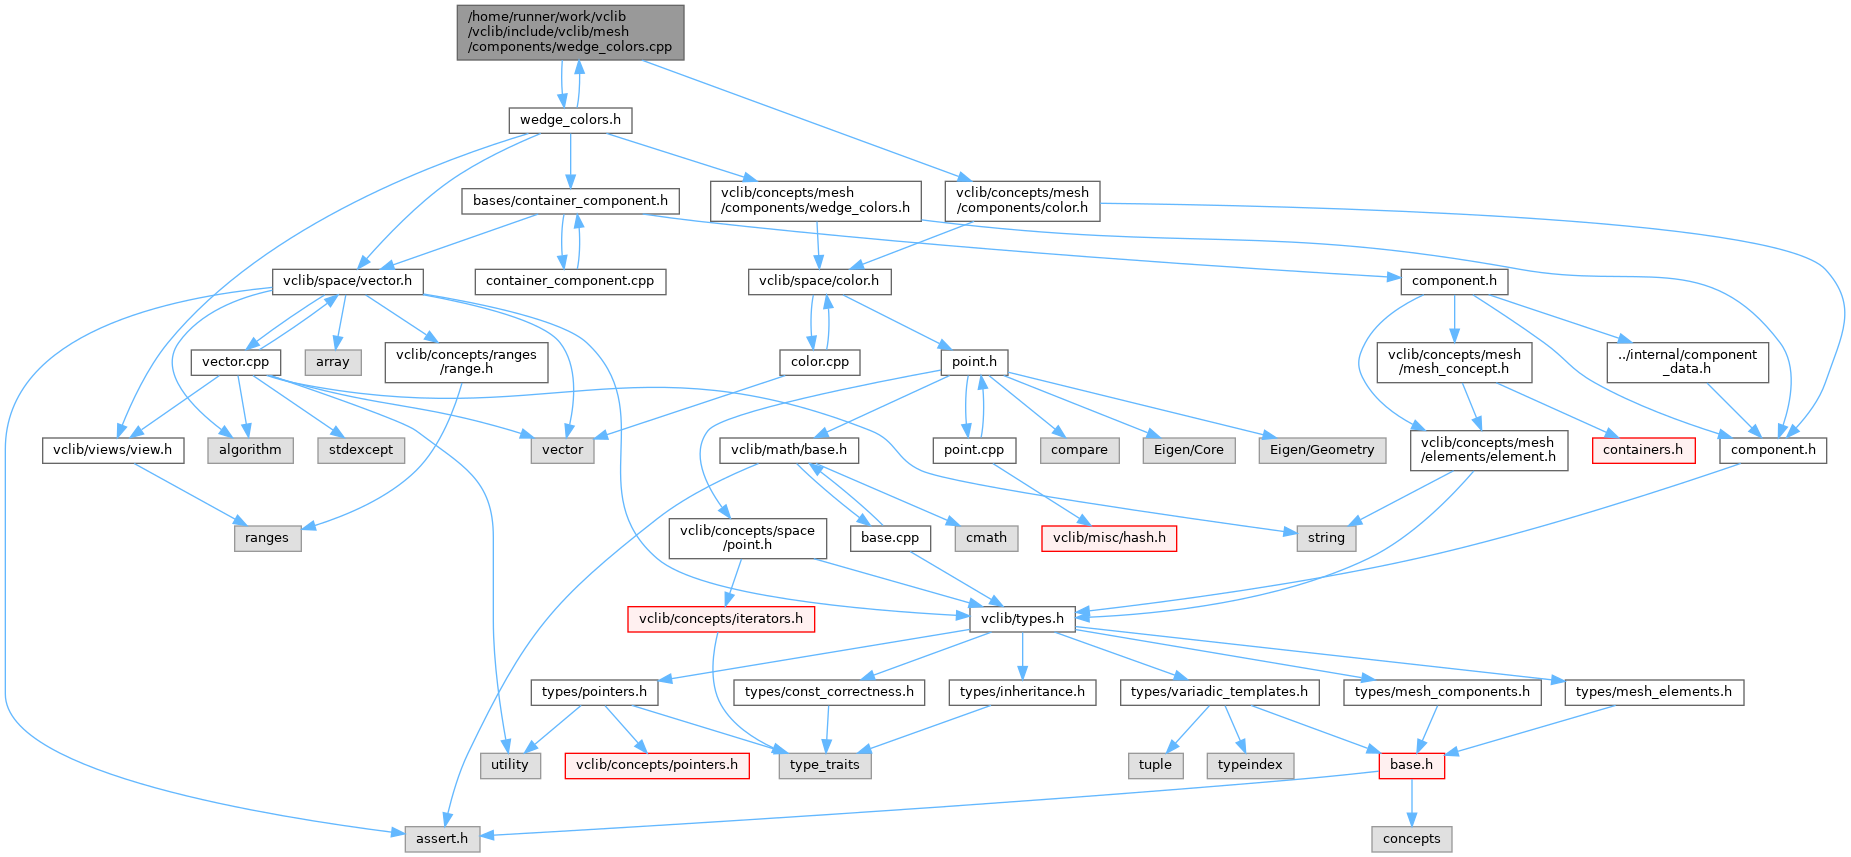 /home/runner/work/vclib
/vclib/include/vclib/mesh
/components/wedge_colors.cpp
wedge_colors.h
bases/container_component.h
vclib/concepts/mesh
/components/wedge_colors.h
vclib/concepts/mesh
/components/color.h
vclib/space/vector.h
container_component.cpp
vclib/space/color.h
component.h
vector.cpp
array
vclib/concepts/ranges
/range.h
color.cpp
point.h
vclib/concepts/mesh
/mesh_concept.h
../internal/component
_data.h
vclib/views/view.h
algorithm
stdexcept
vector
vclib/math/base.h
point.cpp
compare
Eigen/Core
Eigen/Geometry
vclib/concepts/mesh
/elements/element.h
containers.h
component.h
ranges
vclib/concepts/space
/point.h
base.cpp
cmath
vclib/misc/hash.h
string
vclib/concepts/iterators.h
vclib/types.h
types/pointers.h
types/const_correctness.h
types/inheritance.h
types/variadic_templates.h
types/mesh_components.h
types/mesh_elements.h
utility
vclib/concepts/pointers.h
type_traits
tuple
typeindex
base.h
assert.h
concepts